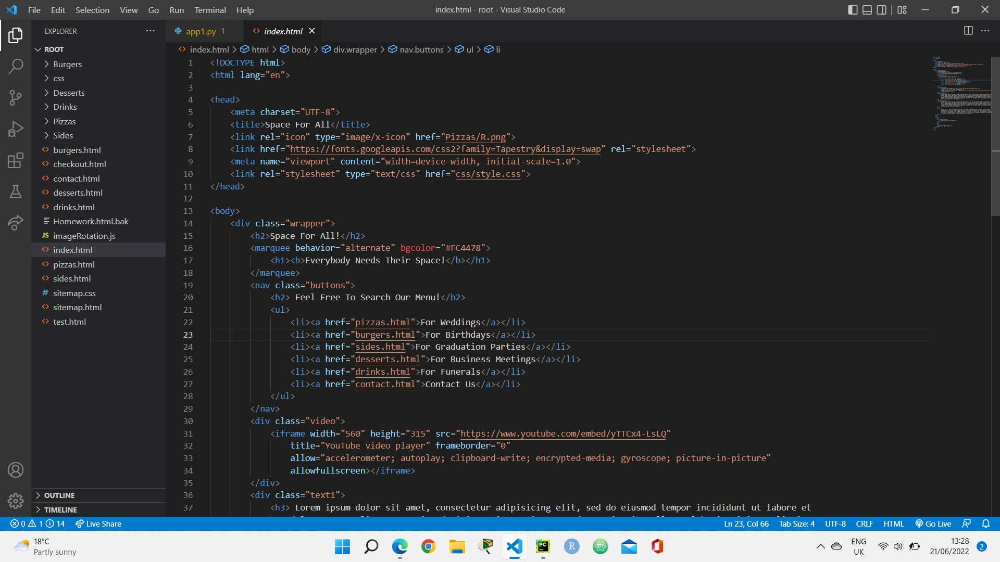 File Edit Selection View Go Run Terminal Help
index.html - root - Visual Studio Code
EXPLORER
ROOT
Burgers
css
Desserts
Drinks
Pizzas
Sides
burgers.html
checkout.html
contact.html
desserts.html
drinks.html
Homework.html.bak
JS imageRotation.js
index.html
pizzas.html
sides.html
# sitemap.css
sitemap.html
test.html
OUTLINE
TIMELINE
app1.py 1
index.html
index.html > html > body > div.wrapper > nav.buttons > ul > li
1 <!DOCTYPE html>
2 <html lang="en">
3
4 <head>
5 <meta charset="UTF-8">
6 <title>Space For All</title>
7 <link rel="icon" type="image/x-icon" href="Pizzas/R.png">
8 <link href="https://fonts.googleapis.com/css2?family=Tapestry&display=swap" rel="stylesheet">
9 <meta name="viewport" content="width=device-width, initial-scale=1.0">
10 <link rel="stylesheet" type="text/css" href="css/style.css">
11 </head>
12
13 <body>
14 <div class="wrapper">
15 <h2>Space For All!</h2>
16 <marquee behavior="alternate" bgcolor="#FC4478">
17 <h1><b>Everybody Needs Their Space!</b></h1>
18 </marquee>
19 <nav class="buttons">
20 <h2> Feel Free To Search Our Menu!</h2>
21 <ul>
22 <li><a href="pizzas.html">For Weddings</a></li>
23 <li><a href="burgers.html">For Birthdays</a></li>
24 <li><a href="sides.html">For Graduation Parties</a></li>
25 <li><a href="desserts.html">For Business Meetings</a></li>
26 <li><a href="drinks.html">For Funerals</a></li>
27 <li><a href="contact.html">Contact Us</a></li>
28 </ul>
29 </nav>
30 <div class="video">
31 <iframe width="560" height="315" src="https://www.youtube.com/embed/yTTCx4-LsLQ"
32 title="YouTube video player" frameborder="0"
33 allow="accelerometer; autoplay; clipboard-write; encrypted-media; gyroscope; picture-in-picture"
34 allowfullscreen></iframe>
35 </div>
36 <div class="text1">
37 <h3> Lorem ipsum dolor sit amet, consectetur adipisicing elit, sed do eiusmod tempor incididunt ut labore et
0 1 14 Live Share
Ln 23, Col 66 Tab Size: 4 UTF-8 CRLF HTML Go Live
18°C
Partly sunny
PC
R
ENG
UK
13:28
21/06/2022
2